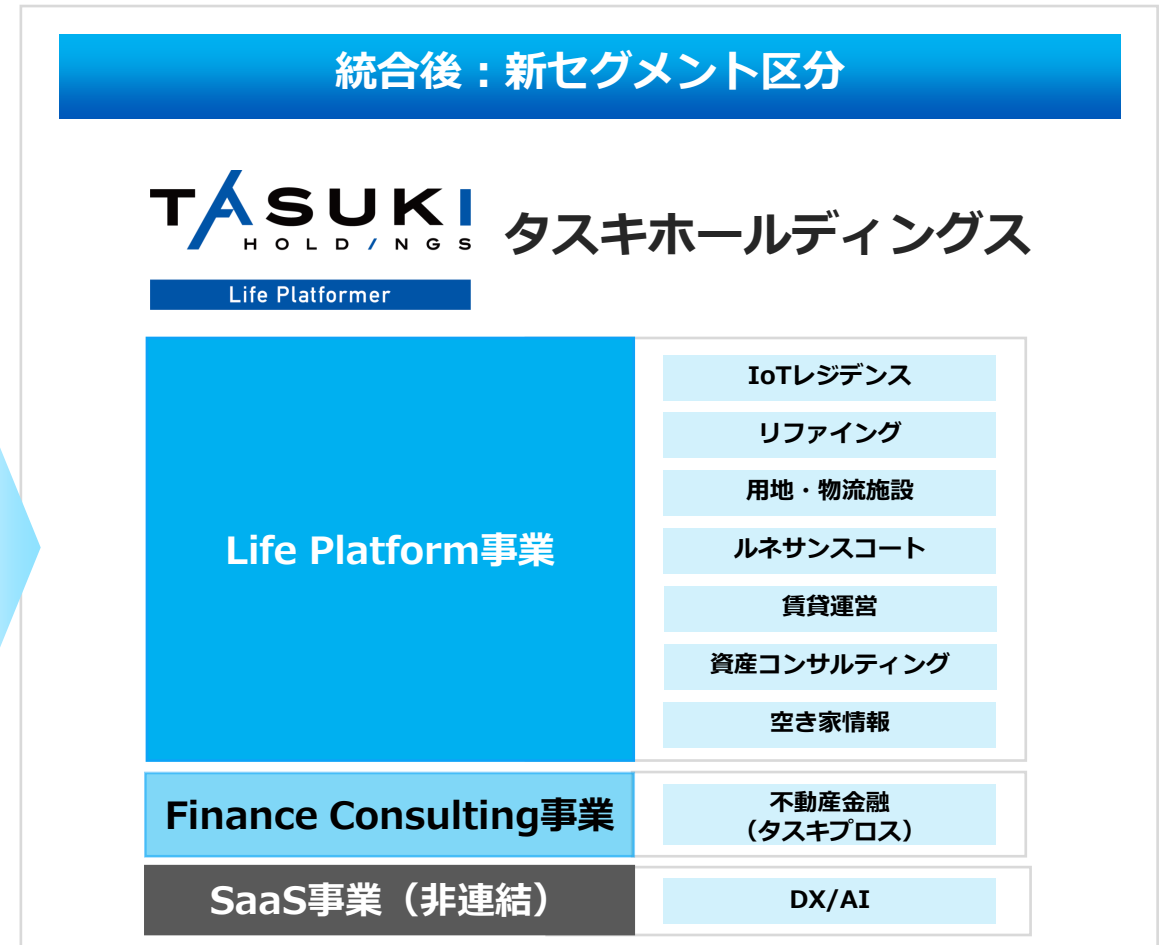 統合後：新セグメント区分
TASUKI
HOLDINGS
タスキホールディングス
Life Platformer
Life Platform事業
IoTレジデンス
リファイング
用地・物流施設
ルネサンスコート
賃貸運営
資産コンサルティング
空き家情報
Finance Consulting事業
不動産金融
（タスキプロス）
SaaS事業（非連結）
DX/AI